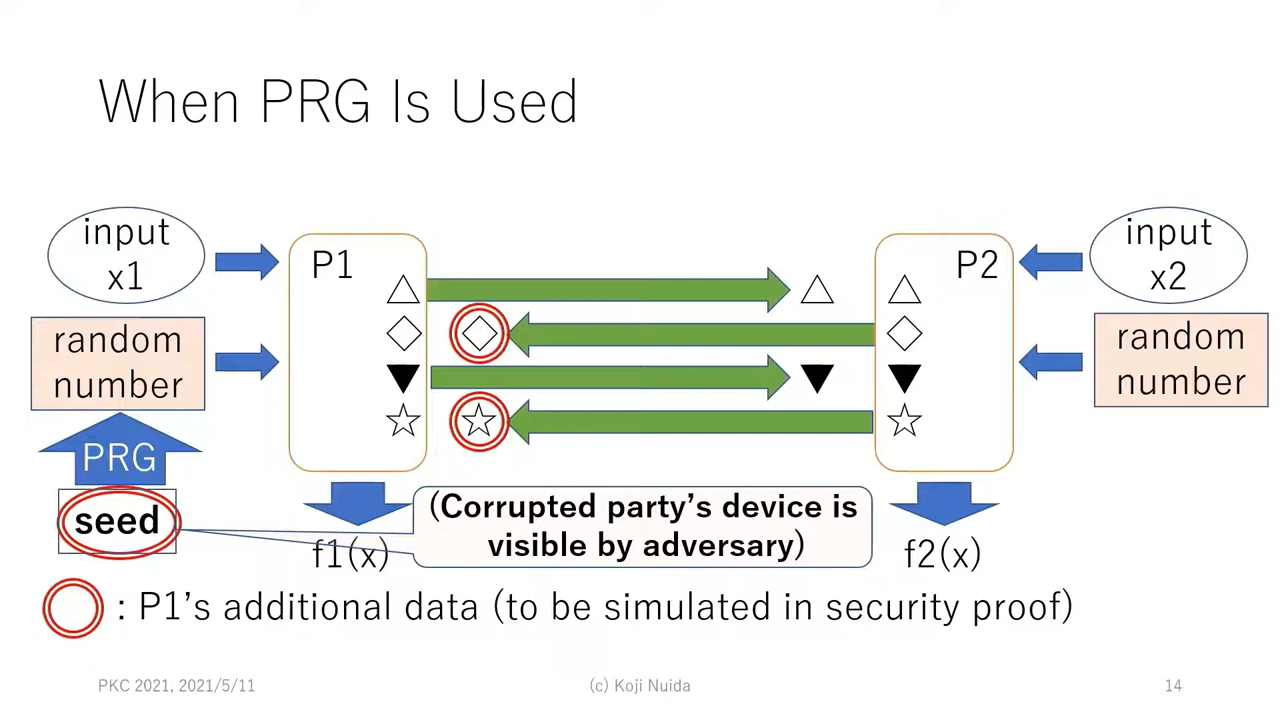 When PRG Is Used
input
x1
P1
P2
input
x2
random
number
random
number
PRG
seed
(Corrupted party’s device is
visible by adversary)
f1(x)
f2(x)
: P1’s additional data (to be simulated in security proof)
PKC 2021, 2021/5/11
(c) Koji Nuida
14